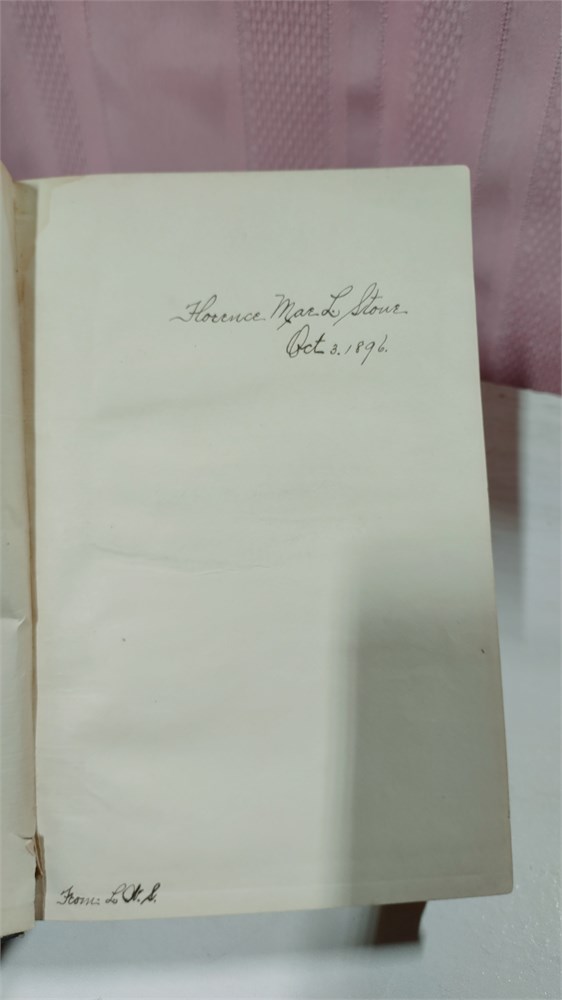 Florence Mae L Stowe
Oct 3. 1896.
From: L. W. S.